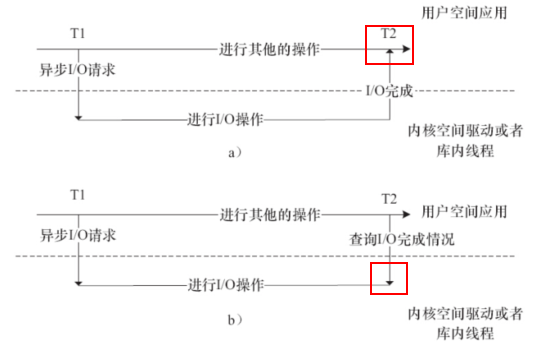 用户空间应用
T1
T2
进行其他的操作
异步I/O请求
I/O完成
进行I/O操作
内核空间驱动或者
库内线程
a）
T1
T2
用户空间应用
进行其他的操作
异步I/O请求
查询I/O完成情况
进行I/O操作
内核空间驱动或者
库内线程
b）